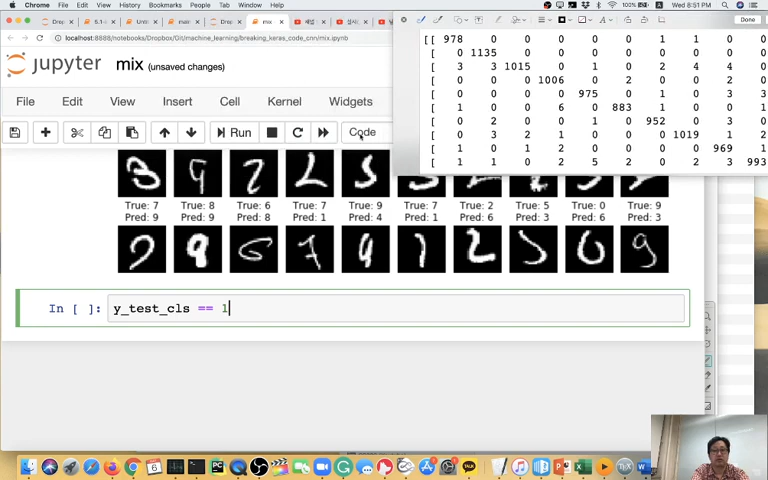 Chrome File Edit View History Bookmarks People Tab Window Help
Wed 8:51 PM
mix
localhost:8888/notebooks/Dropbox/Git/machine_learning/breaking_keras_code_cnn/mix.ipynb
Done
jupyter mix (unsaved changes)
File Edit View Insert Cell Kernel Widgets
Run Code
[[ 978 0 0 0 0 0 1 1 0 0
[ 0 1135 0 0 0 0 0 0 0 0
[ 3 3 1015 0 1 0 2 4 4
[ 0 0 0 1006 0 2 0 0 2 0
[ 0 0 0 0 975 0 1 0 3 3
[ 1 0 0 6 0 883 1 0 0 1
[ 0 2 0 0 1 0 952 0 3 0
[ 0 3 2 1 0 0 0 1019 1 2
[ 1 0 1 2 0 0 0 0 969 1
[ 1 1 0 2 5 2 0 2 3 993
True: 7 True: 8 True: 6 True: 7 True: 9 True: 7 True: 2 True: 5 True: 0 True: 9
Pred: 9 Pred: 9 Pred: 2 Pred: 1 Pred: 4 Pred: 1 Pred: 6 Pred: 3 Pred: 6 Pred: 3
In [ ]: y_test_cls == 1